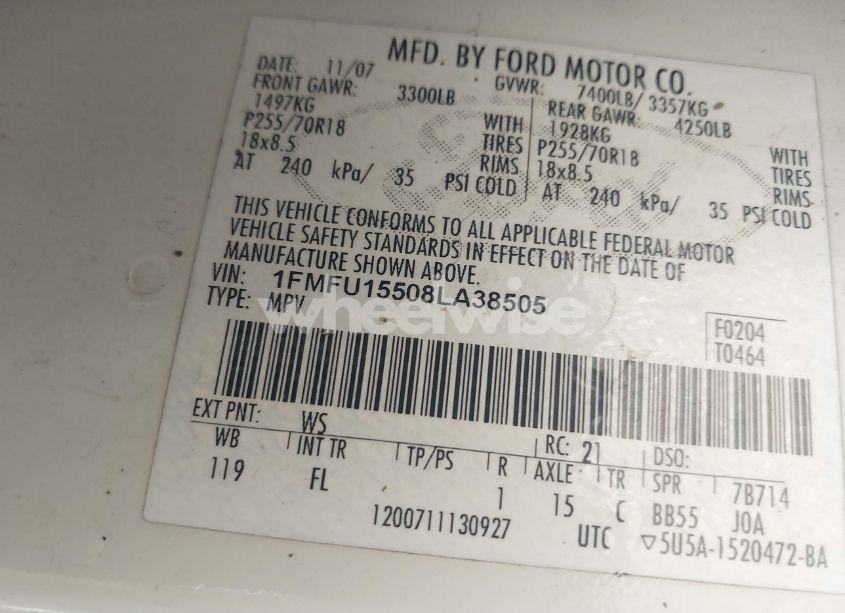 MFD. BY FORD MOTOR CO.
DATE: 11/07 GVWR: 7400LB/ 3357KG
FRONT GAWR: 3300LB REAR GAWR: 4250LB
1497KG WITH 1928KG WITH
P255/70R18 TIRES P255/70R18 TIRES
18x8.5 RIMS 18x8.5 RIMS
AT 240 kPa/ 35 PSI COLD AT 240 kPa/ 35 PSI COLD
THIS VEHICLE CONFORMS TO ALL APPLICABLE FEDERAL MOTOR
VEHICLE SAFETY STANDARDS IN EFFECT ON THE DATE OF
MANUFACTURE SHOWN ABOVE.
VIN: 1FMFU15508LA38505
TYPE: MPV
wheelwise
F0204
T0464
EXT PNT: WS RC: 21 DSO:
WB INT TR TP/PS R AXLE TR SPR 7B714
119 FL 1 15 C BB55 J0A
1200711130927 UTC ▽5U5A-1520472-BA